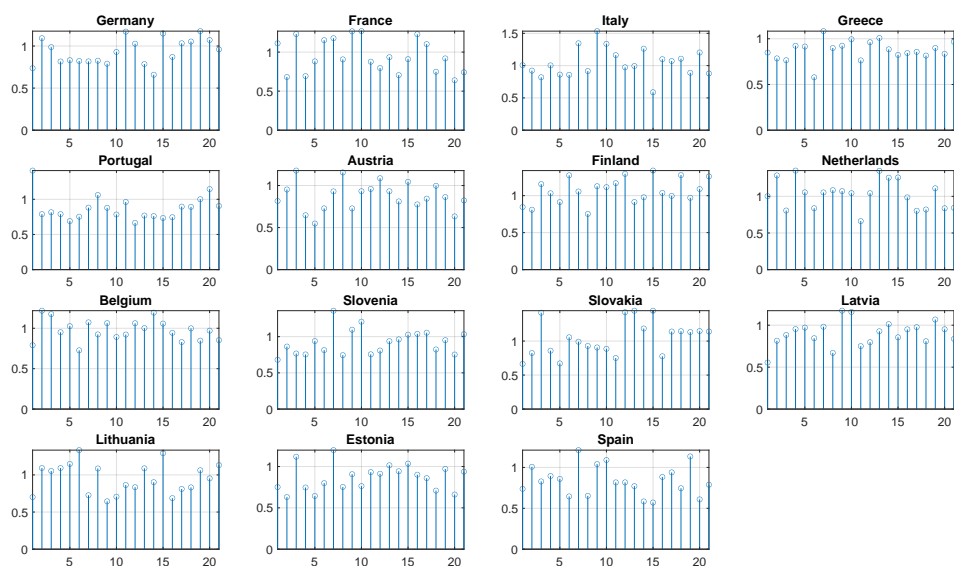 Germany
1
0.5
0
5 10 15 20
France
1
0.5
0
5 10 15 20
Italy
1.5
1
0.5
0
5 10 15 20
Greece
1
0.5
0
5 10 15 20
Portugal
1
0.5
0
5 10 15 20
Austria
1
0.5
0
5 10 15 20
Finland
1
0.5
0
5 10 15 20
Netherlands
1
0.5
0
5 10 15 20
Belgium
1
0.5
0
5 10 15 20
Slovenia
1
0.5
0
5 10 15 20
Slovakia
1
0.5
0
5 10 15 20
Latvia
1
0.5
0
5 10 15 20
Lithuania
1
0.5
0
5 10 15 20
Estonia
1
0.5
0
5 10 15 20
Spain
1
0.5
0
5 10 15 20